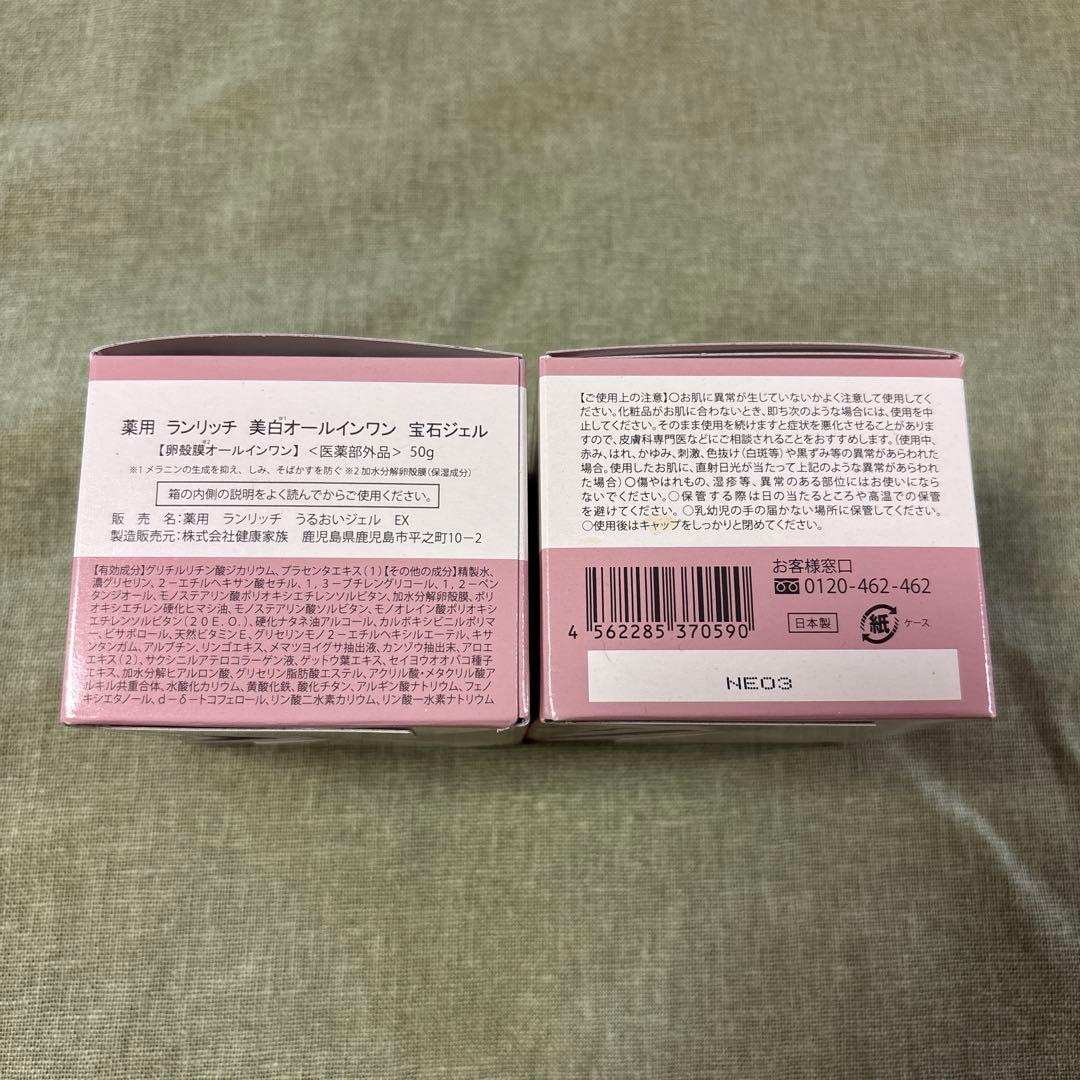 薬用 ランリッチ 美白※1オールインワン 宝石ジェル
【卵殻膜※2オールインワン】 <医薬部外品> 50g
※1 メラニンの生成を抑え、しみ、そばかすを防ぐ ※2 加水分解卵殻膜(保湿成分)
箱の内側の説明をよく読んでからご使用ください。
販 売 名:薬用 ランリッチ うるおいジェル EX
製造販売元:株式会社健康家族 鹿児島県鹿児島市平之町10-2
【有効成分】グリチルリチン酸ジカリウム、プラセンタエキス(1)【その他の成分】精製水、
濃グリセリン、2-エチルヘキサン酸セチル、1,3-ブチレングリコール、1,2-ペン
タンジオール、モノステアリン酸ポリオキシエチレンソルビタン、加水分解卵殻膜、ポリ
オキシエチレン硬化ヒマシ油、モノステアリン酸ソルビタン、モノオレイン酸ポリオキシ
エチレンソルビタン(20E.O.)、硬化ナタネ油アルコール、カルボキシビニルポリマ
ー、ビサボロール、天然ビタミンE、グリセリンモノ2-エチルヘキシルエーテル、キサ
ンタンガム、アルブチン、リンゴエキス、メマツヨイグサ抽出液、カンゾウ抽出末、アロエ
エキス(2)、サクシニルアテロコラーゲン液、ゲットウ葉エキス、セイヨウオオバコ種子
エキス、加水分解ヒアルロン酸、グリセリン脂肪酸エステル、アクリル酸・メタクリル酸ア
ルキル共重合体、水酸化カリウム、黄酸化鉄、酸化チタン、アルギン酸ナトリウム、フェノ
キシエタノール、d-δ-トコフェロール、リン酸二水素カリウム、リン酸一水素ナトリウム
【ご使用上の注意】○お肌に異常が生じていないかよく注意して使用してく
ださい。化粧品がお肌に合わないとき、即ち次のような場合には、使用を中
止してください。そのまま使用を続けますと症状を悪化させることがありま
すので、皮膚科専門医などにご相談されることをおすすめします。(使用中、
赤み、はれ、かゆみ、刺激、色抜け(白斑等)や黒ずみ等の異常があらわれた
場合。使用したお肌に、直射日光が当たって上記のような異常があらわれ
た場合)○傷やはれもの、湿疹等、異常のある部位にはお使いにならな
いでください。○保管する際は日の当たるところや高温での保管
を避けてください。○乳幼児の手の届かない場所に保管してください。
○使用後はキャップをしっかりと閉めてください。
お客様窓口
0120-462-462
4 562285 370590
日本製
紙
ケース
NE03